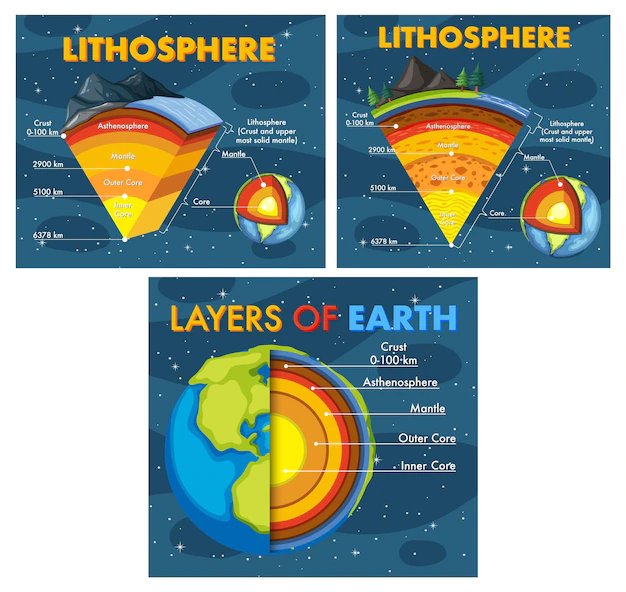 LITHOSPHERE
Crust
0-100 km
Asthenosphere
Lithosphere
(Crust and upper
most solid mantle)
Mantle
Mantle
2900 km
Outer Core
5100 km
Core
Inner
Core
6378 km
LITHOSPHERE
Crust
0-100 km
Asthenosphere
Lithosphere
(Crust and upper
most solid mantle)
Mantle
2900 km
Mantle
Outer Core
5100 km
Inner
Core
Core
6378 km
LAYERS OF EARTH
Crust
0-100 km
Asthenosphere
Mantle
Outer Core
Inner Core